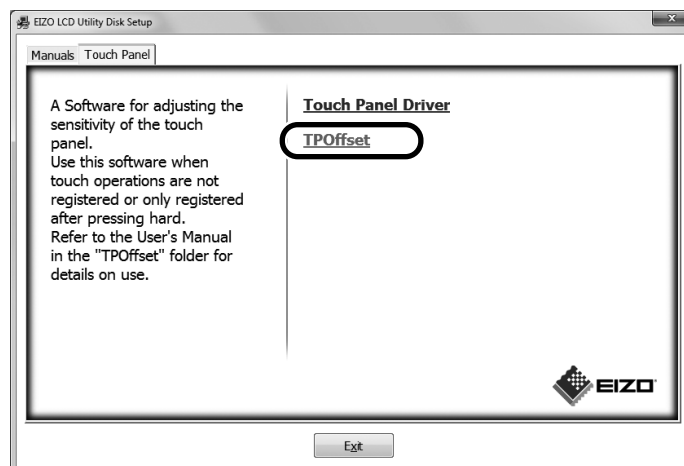 EIZO LCD Utility Disk Setup
x
Manuals Touch Panel
A Software for adjusting the
sensitivity of the touch
panel.
Use this software when
touch operations are not
registered or only registered
after pressing hard.
Refer to the User's Manual
in the "TPOffset" folder for
details on use.
Touch Panel Driver
TPOffset
EIZO
Exit